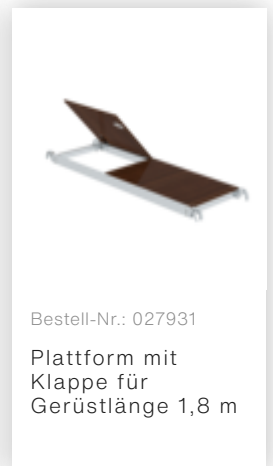 Bestell-Nr.: 027931
Plattform mit
Klappe für
Gerüstlänge 1,8 m